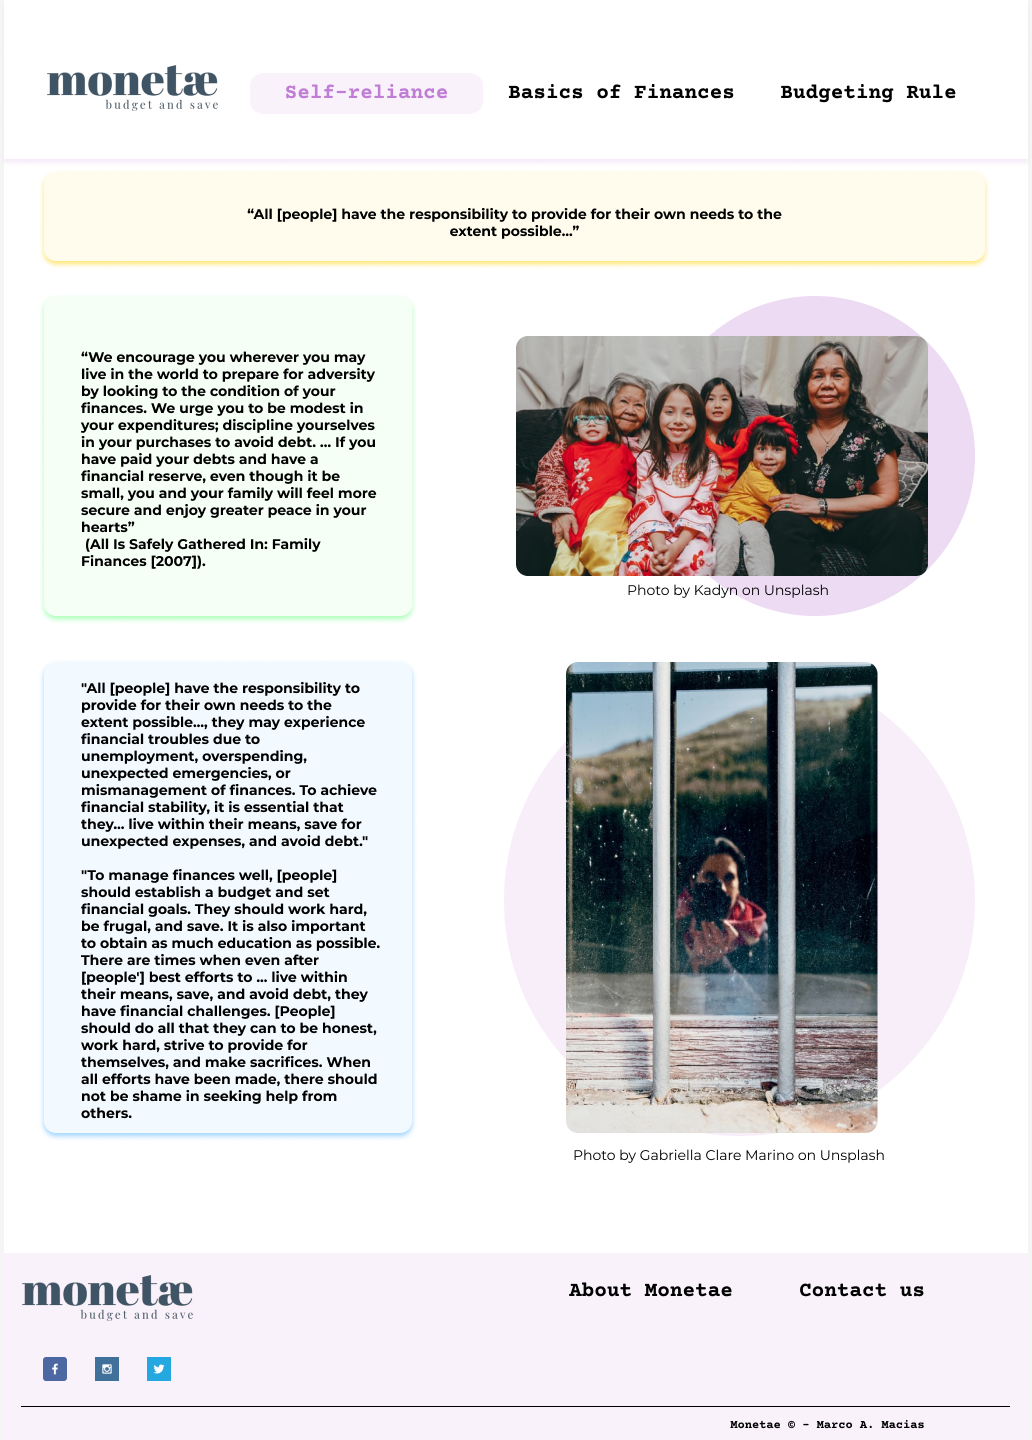 monetæ
budget and save
Self-reliance
Basics of Finances
Budgeting Rule
“All [people] have the responsibility to provide for their own needs to the
extent possible...”
“We encourage you wherever you may
live in the world to prepare for adversity
by looking to the condition of your
finances. We urge you to be modest in
your expenditures; discipline yourselves
in your purchases to avoid debt. ... If you
have paid your debts and have a
financial reserve, even though it be
small, you and your family will feel more
secure and enjoy greater peace in your
hearts”
(All Is Safely Gathered In: Family
Finances [2007]).
Photo by Kadyn on Unsplash
"All [people] have the responsibility to
provide for their own needs to the
extent possible..., they may experience
financial troubles due to
unemployment, overspending,
unexpected emergencies, or
mismanagement of finances. To achieve
financial stability, it is essential that
they... live within their means, save for
unexpected expenses, and avoid debt."
"To manage finances well, [people]
should establish a budget and set
financial goals. They should work hard,
be frugal, and save. It is also important
to obtain as much education as possible.
There are times when even after
[people'] best efforts to ... live within
their means, save, and avoid debt, they
have financial challenges. [People]
should do all that they can to be honest,
work hard, strive to provide for
themselves, and make sacrifices. When
all efforts have been made, there should
not be shame in seeking help from
others.
Photo by Gabriella Clare Marino on Unsplash
monetæ
budget and save
About Monetae
Contact us
Monetae © - Marco A. Macias